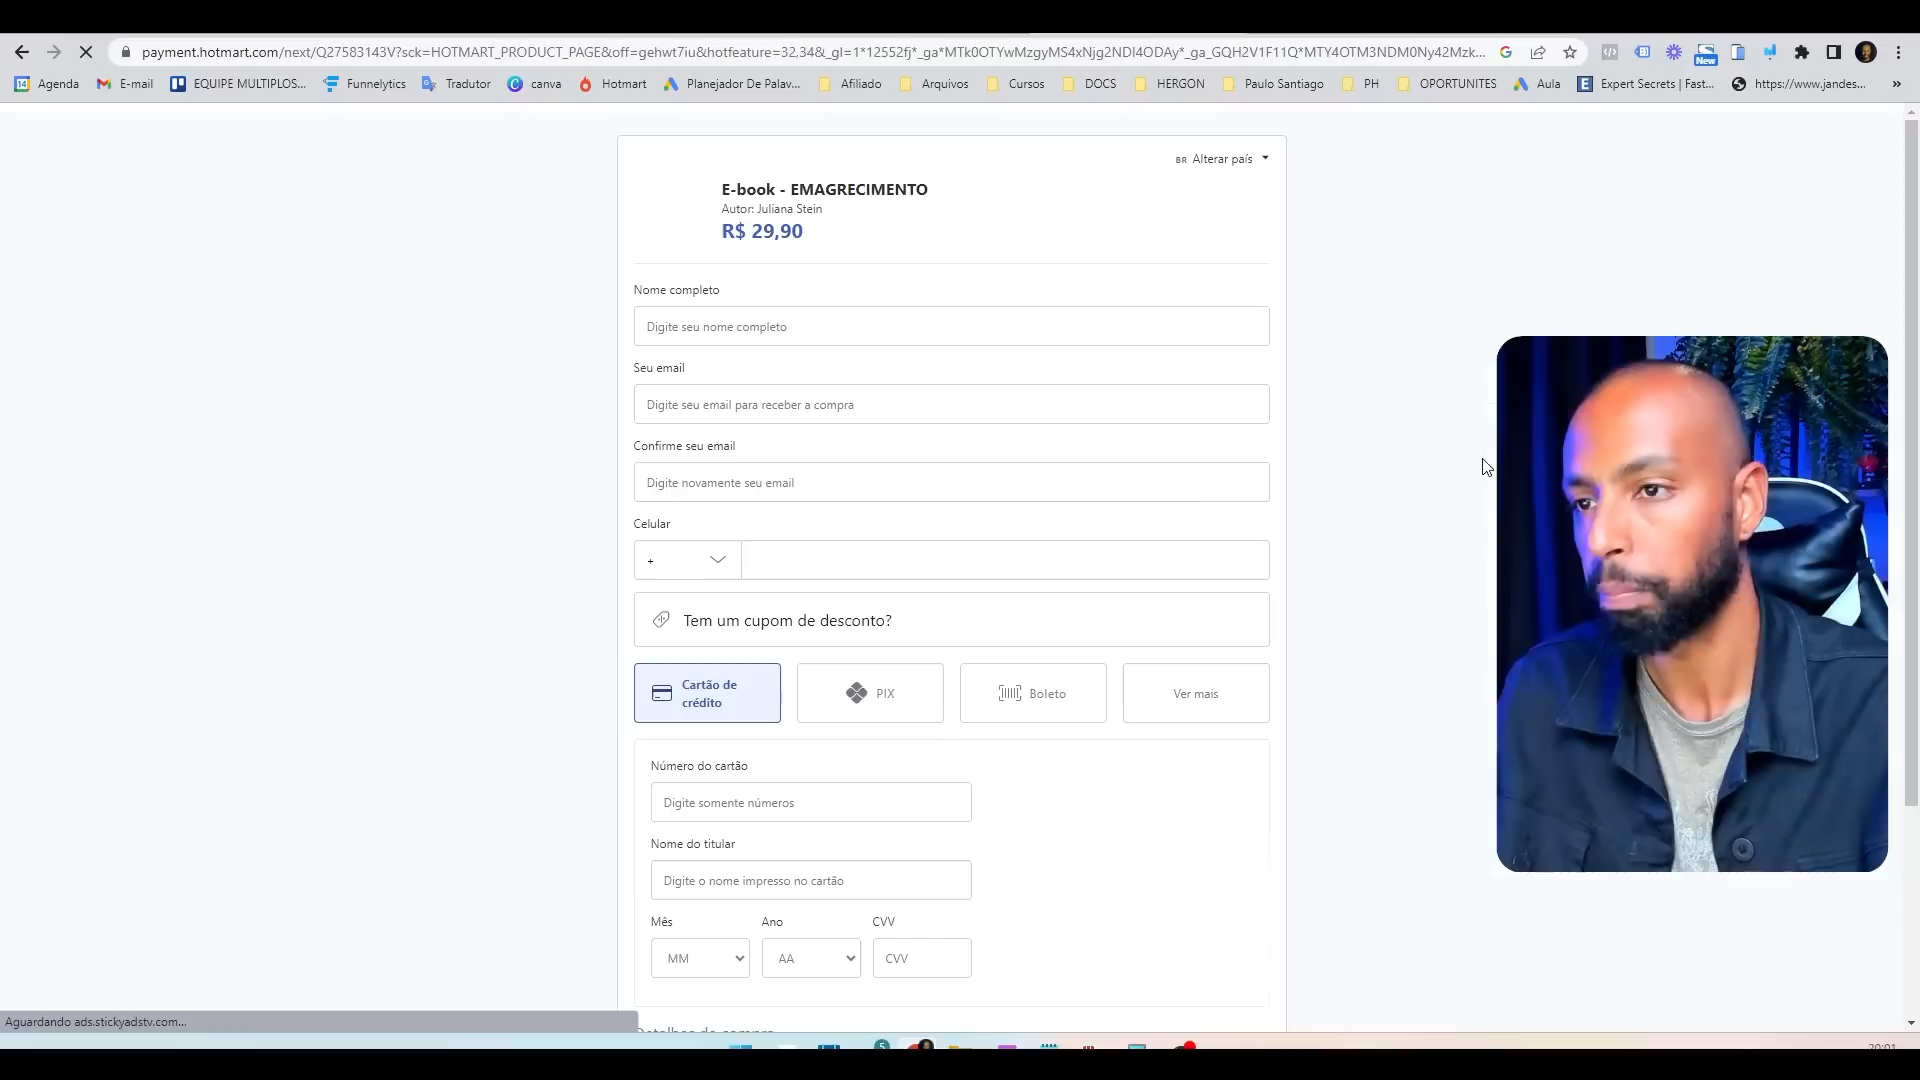 payment.hotmart.com/next/Q27583143V?sck=HOTMART_PRODUCT_PAGE&off=gehwt7iu&hotfeature=32,34&_gl=1*12552fj*_ga*MTk0OTYwMzgyMS4xNjg2NDI4ODAy*_ga_GQH2V1F11Q*MTY4OTM3NDM0Ny42Mzk...
New
14 Agenda E-mail EQUIPE MULTIPLOS... Funnelytics Tradutor canva Hotmart Planejador De Palav... Afiliado Arquivos Cursos DOCS HERGON Paulo Santiago PH OPORTUNITES Aula Expert Secrets | Fast... https://www.jandes... »
BR Alterar país
E-book - EMAGRECIMENTO
Autor: Juliana Stein
R$ 29,90
Nome completo
Digite seu nome completo
Seu email
Digite seu email para receber a compra
Confirme seu email
Digite novamente seu email
Celular
+
Tem um cupom de desconto?
Cartão de crédito
PIX
Boleto
Ver mais
Número do cartão
Digite somente números
Nome do titular
Digite o nome impresso no cartão
Mês Ano CVV
MM AA CVV
Aguardando ads.stickyadstv.com...
Detalhes da compra
5
20:01